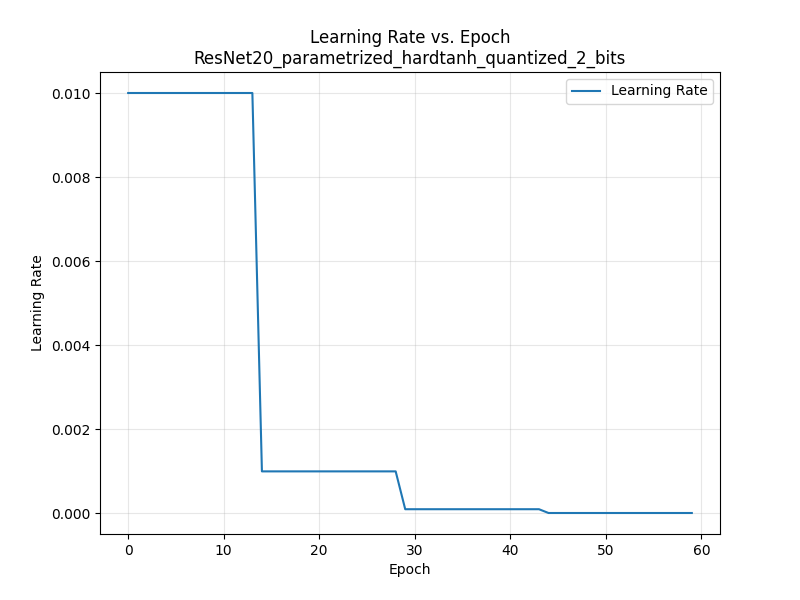 Learning Rate vs. Epoch
ResNet20_parametrized_hardtanh_quantized_2_bits
Learning Rate
0.010
0.008
0.006
0.004
0.002
0.000
Learning Rate
0
10
20
30
40
50
60
Epoch